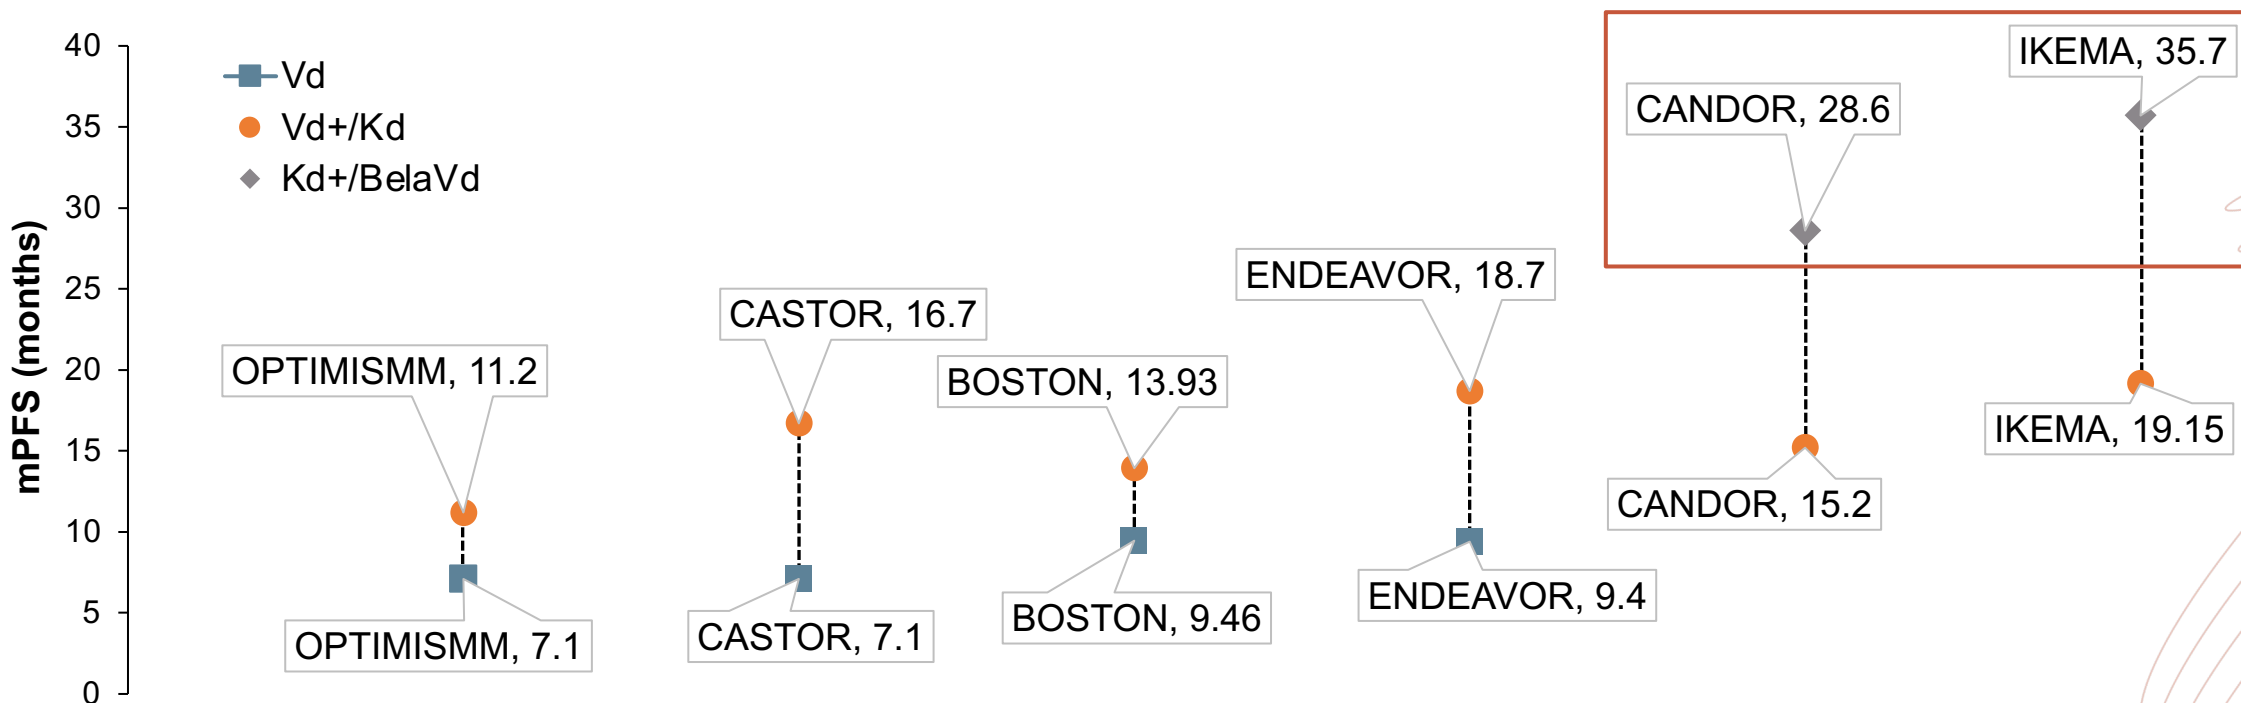 mPFS (months)
40
35
30
25
20
15
10
5
0
Vd
Vd+/Kd
Kd+/BelaVd
OPTIMISMM, 11.2
OPTIMISMM, 7.1
CASTOR, 16.7
CASTOR, 7.1
BOSTON, 13.93
BOSTON, 9.46
ENDEAVOR, 18.7
ENDEAVOR, 9.4
CANDOR, 28.6
CANDOR, 15.2
IKEMA, 35.7
IKEMA, 19.15